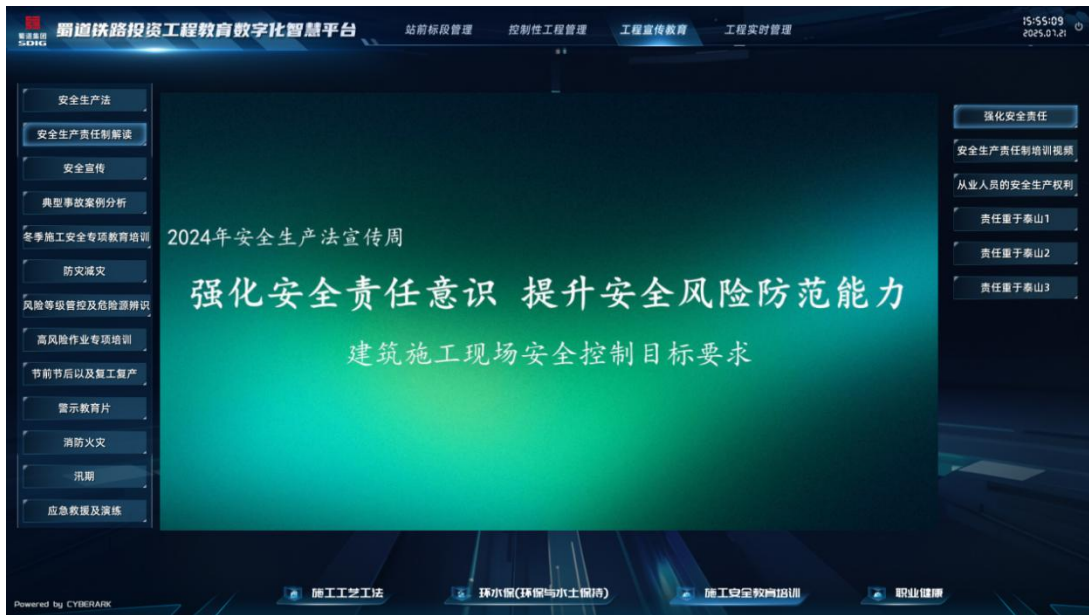 蜀道集团
SDIG
蜀道铁路投资工程教育数字化智慧平台
站前标段管理
控制性工程管理
工程宣传教育
工程实时管理
15:55:09
2025.07.21
安全生产法
安全生产责任制解读
安全宣传
典型事故案例分析
冬季施工安全专项教育培训
防灾减灾
风险等级管控及危险源辨识
高风险作业专项培训
节前节后以及复工复产
警示教育片
消防火灾
汛期
应急救援及演练
2024年安全生产法宣传周
强化安全责任意识 提升安全风险防范能力
建筑施工现场安全控制目标要求
强化安全责任
安全生产责任制培训视频
从业人员的安全生产权利
责任重于泰山1
责任重于泰山2
责任重于泰山3
施工工艺工法
环水保(环保与水土保持)
施工安全教育培训
职业健康
Powered by CYBERARK